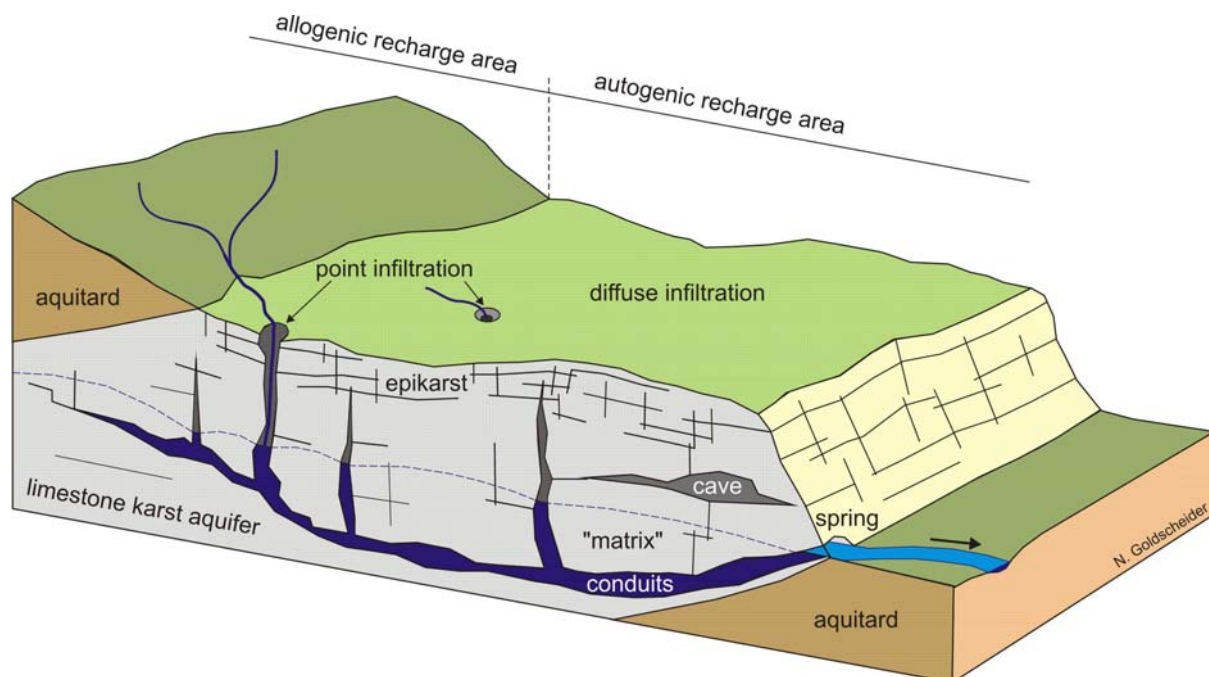 allogenic recharge area
autogenic recharge area
point infiltration
aquitard
diffuse infiltration
epikarst
cave
limestone karst aquifer
spring
"matrix"
conduits
aquitard
N. Goldscheider